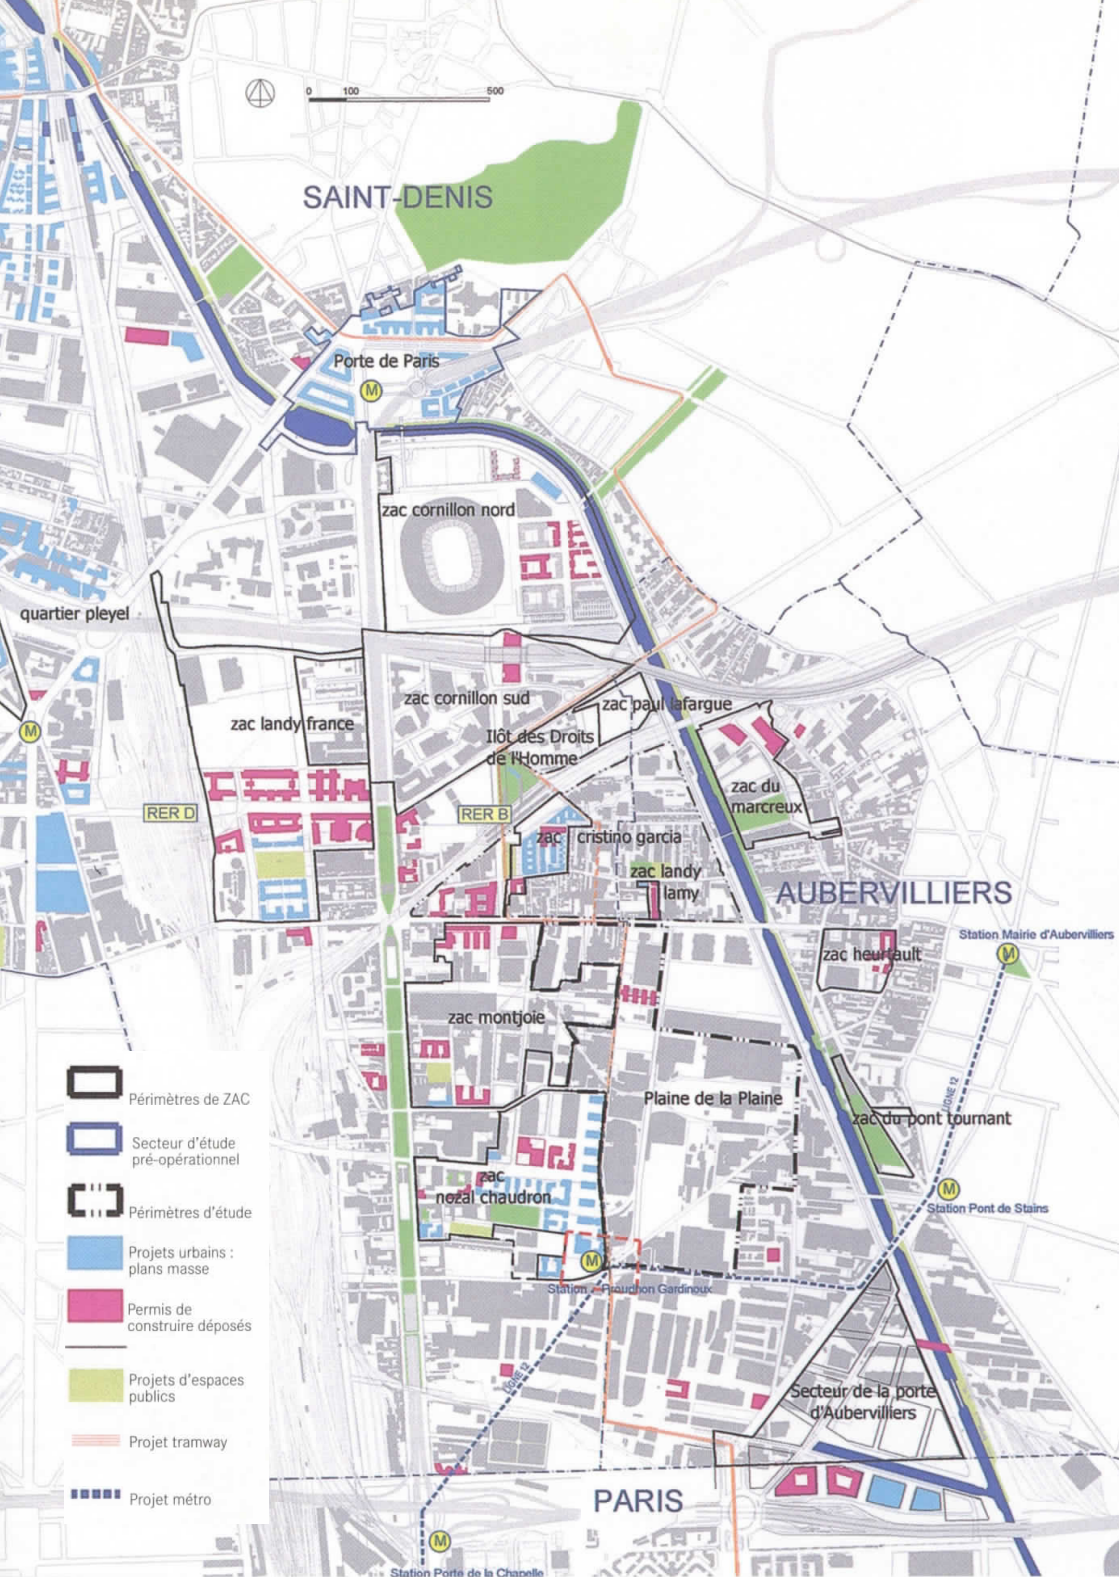 0 100 500
SAINT-DENIS
Porte de Paris
M
zac cornillon nord
quartier pleyel
zac cornillon sud
zac paul lafargue
zac landy france
Ilôt des Droits
de l'Homme
M
zac du
marcreux
RER D
RER B
zac cristino garcia
zac landy
lamy
AUBERVILLIERS
Station Mairie d'Aubervilliers
M
zac heurtault
zac montjoie
Plaine de la Plaine
LIGNE 12
zac du pont tournant
zac
nozal chaudron
M
Station Pont de Stains
M
Station : Proudhon Gardinoux
LIGNE 12
Secteur de la porte
d'Aubervilliers
PARIS
M
Station Porte de la Chapelle
Périmètres de ZAC
Secteur d'étude
pré-opérationnel
Périmètres d'étude
Projets urbains :
plans masse
Permis de
construire déposés
Projets d'espaces
publics
Projet tramway
Projet métro